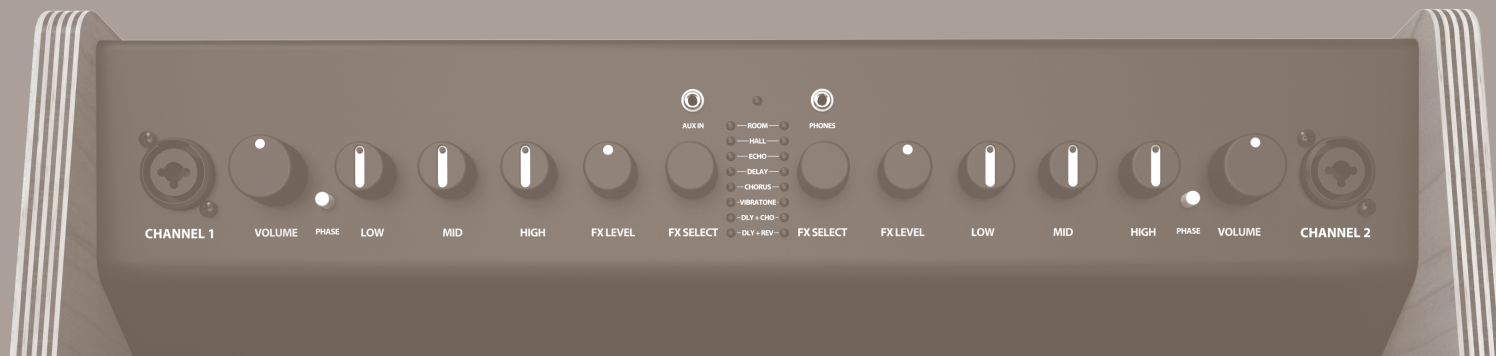 AUX IN
PHONES
ROOM
HALL
ECHO
DELAY
CHORUS
VIBRATONE
DLY + CHO
DLY + REV
CHANNEL 1
VOLUME
PHASE
LOW
MID
HIGH
FX LEVEL
FX SELECT
FX SELECT
FX LEVEL
LOW
MID
HIGH
PHASE
VOLUME
CHANNEL 2